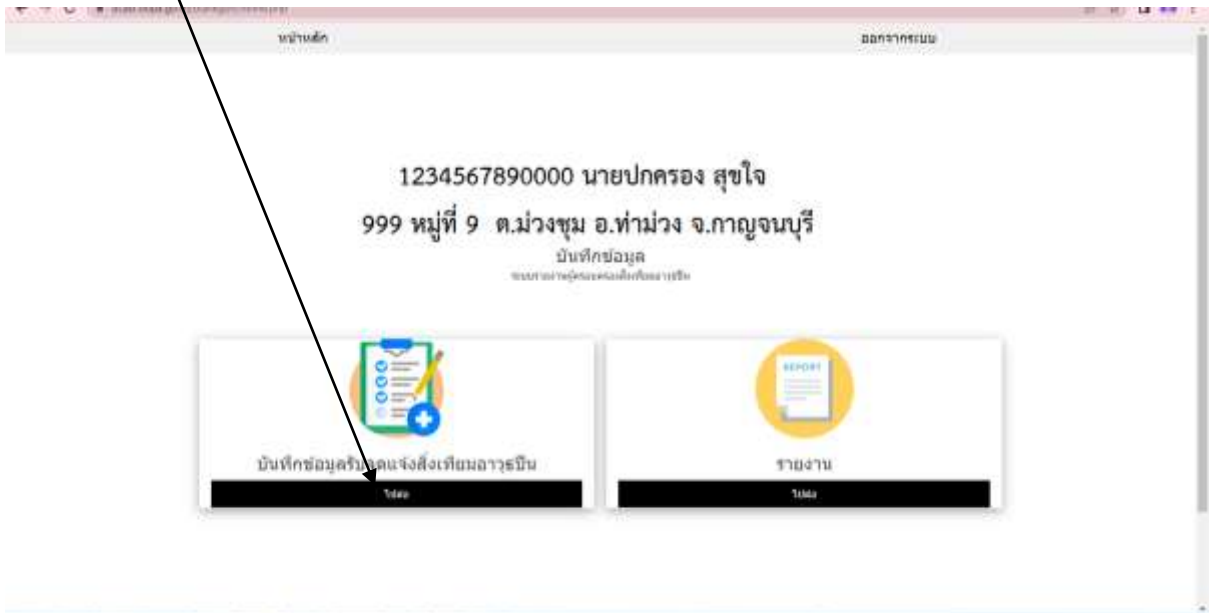 หน้าหลัก ออกจากระบบ
1234567890000 นายปกครอง สุขใจ
999 หมู่ที่ 9 ต.ม่วงชุม อ.ท่าม่วง จ.กาญจนบุรี
บันทึกข้อมูล
REPORT
บันทึกข้อมูลรับจดแจ้งสิ่งเทียมอาวุธปืน
ไปต่อ
รายงาน
ไปต่อ